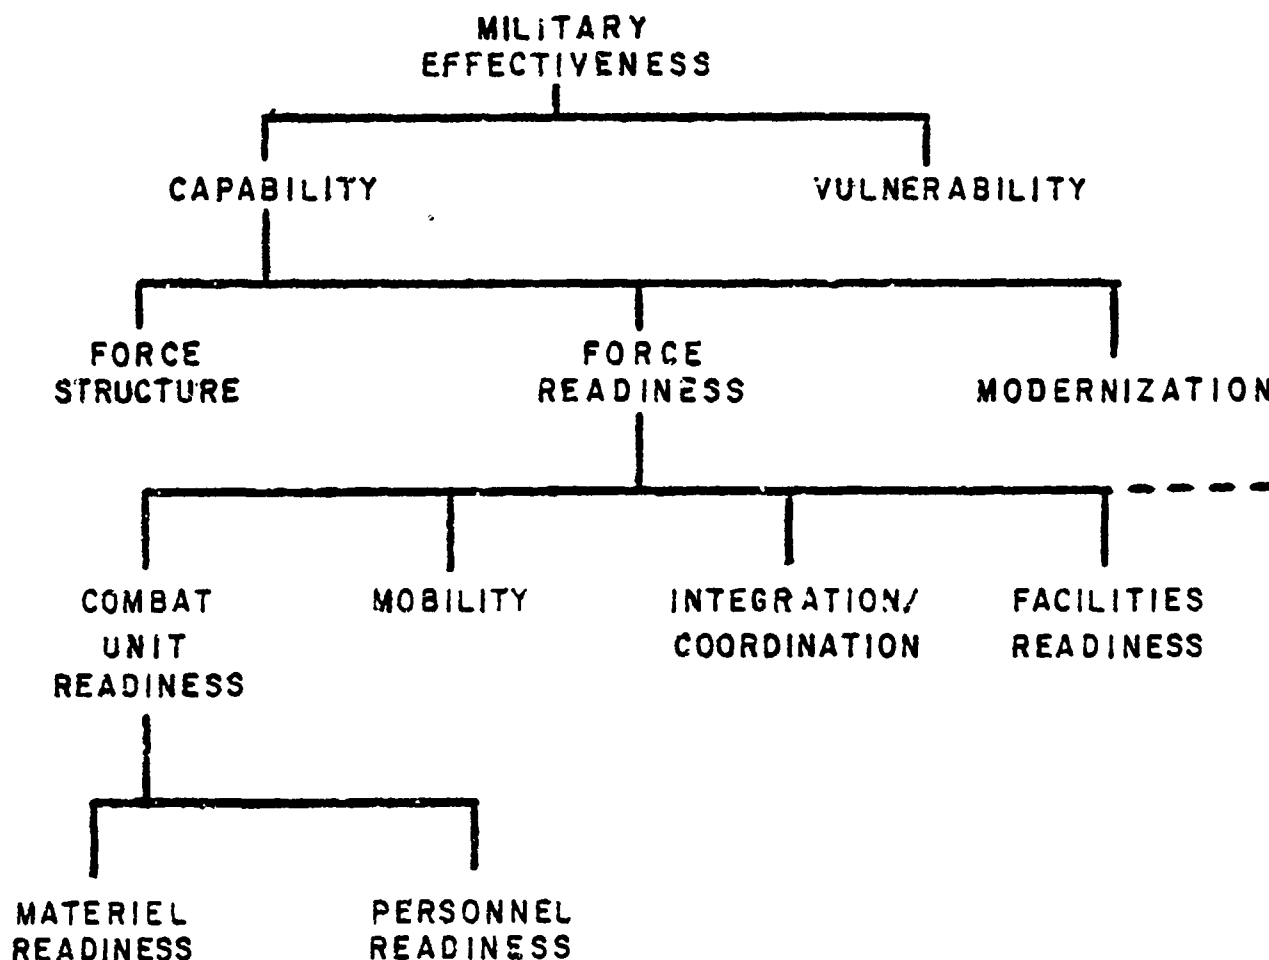 MILITARY
EFFECTIVENESS
CAPABILITY
VULNERABILITY
FORCE
STRUCTURE
FORCE
READINESS
MODERNIZATION
COMBAT
UNIT
READINESS
MOBILITY
INTEGRATION/
COORDINATION
FACILITIES
READINESS
MATERIEL
READINESS
PERSONNEL
READINESS